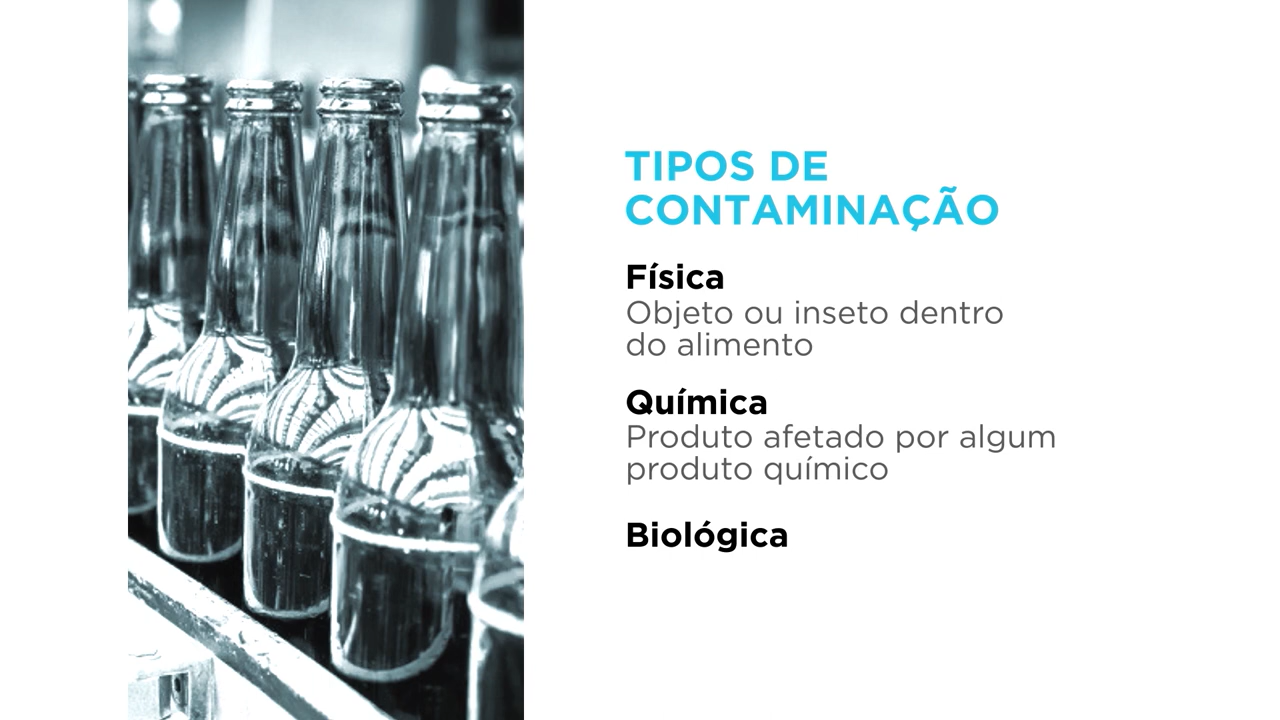 TIPOS DE
CONTAMINAÇÃO
Física
Objeto ou inseto dentro
do alimento
Química
Produto afetado por algum
produto químico
Biológica